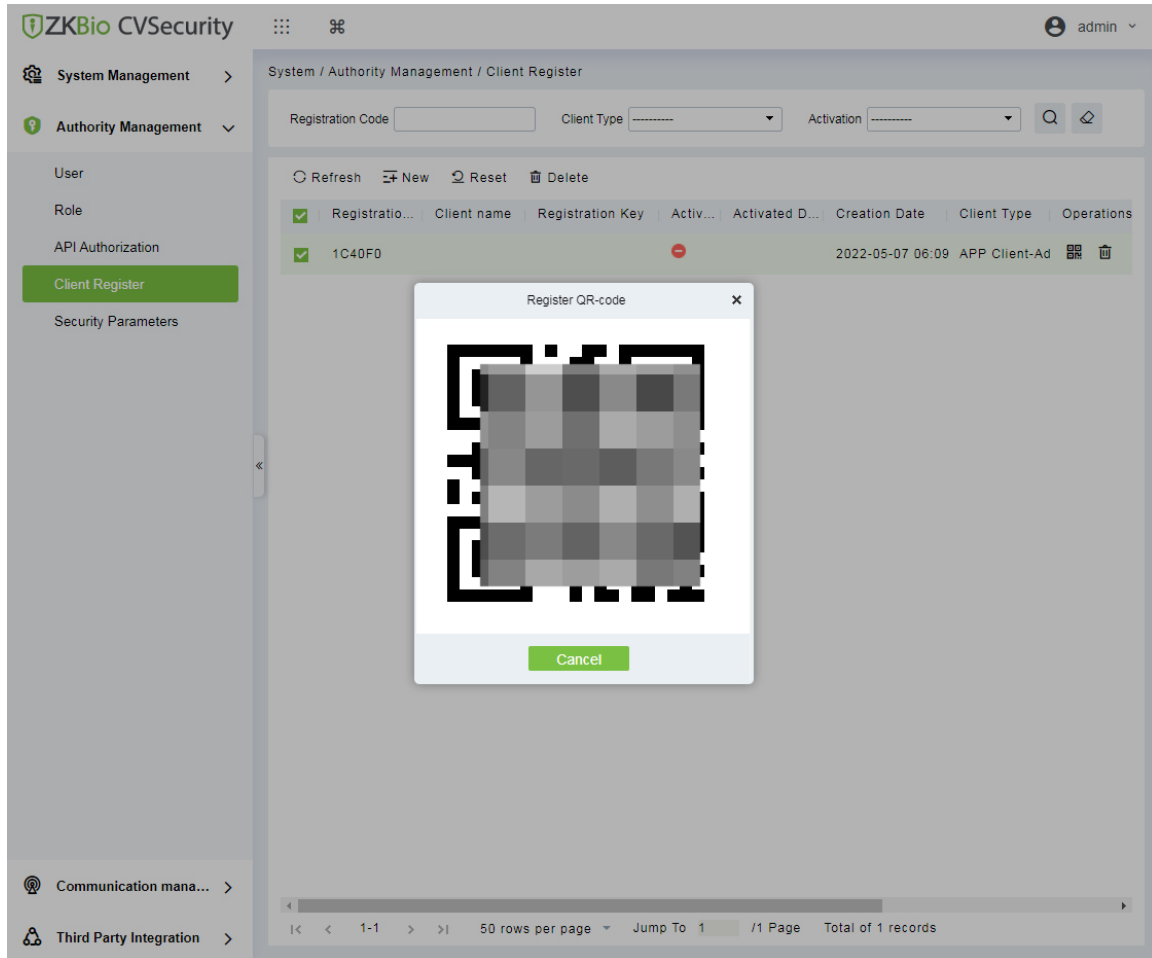 ZKBio CVSecurity
admin
System Management
Authority Management
User
Role
API Authorization
Client Register
Security Parameters
Communication mana...
Third Party Integration
System / Authority Management / Client Register
Registration Code Client Type ---------- Activation ----------
Refresh New Reset Delete
Registratio... Client name Registration Key Activ... Activated D... Creation Date Client Type Operations
1C40F0 2022-05-07 06:09 APP Client-Ad
Register QR-code
Cancel
1-1 50 rows per page Jump To 1 /1 Page Total of 1 records